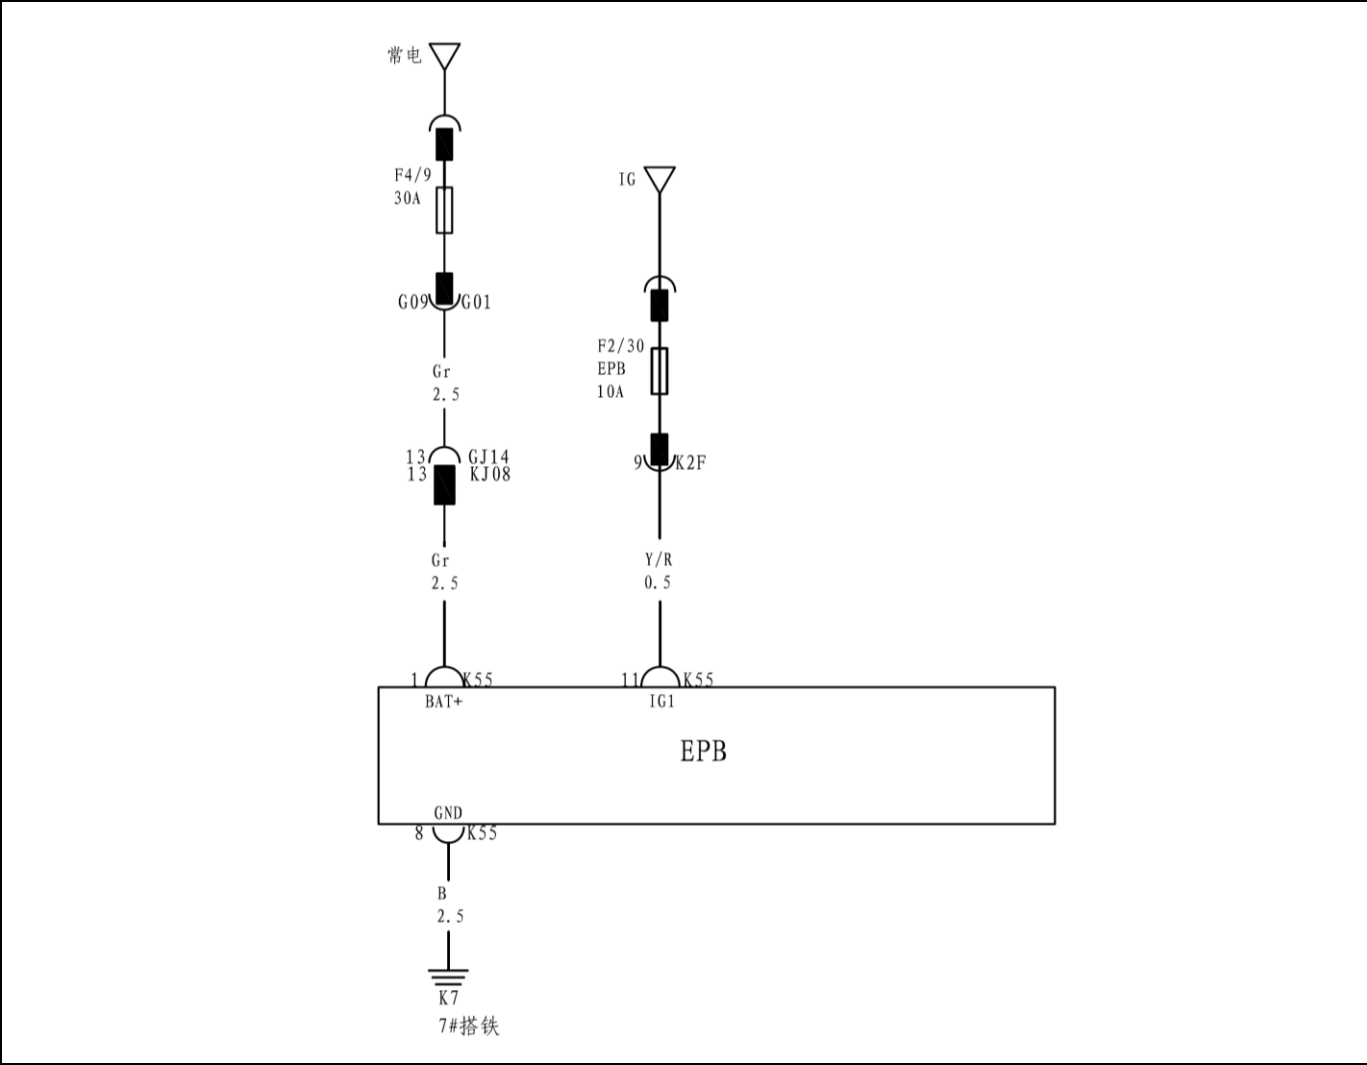 常电
F4/9
30A
G09 G01
Gr
2.5
13 GJ14
13 KJ08
Gr
2.5
1 K55
BAT+
IG
F2/30
EPB
10A
9 K2F
Y/R
0.5
11 K55
IG1
EPB
GND
8 K55
B
2.5
K7
7#搭铁